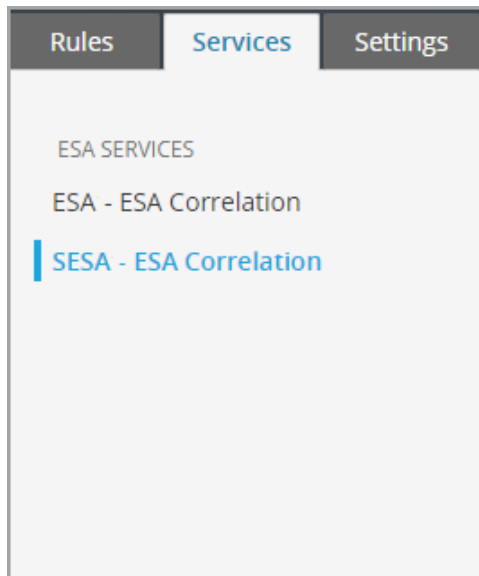 Rules Services Settings
ESA SERVICES
ESA - ESA Correlation
SESA - ESA Correlation